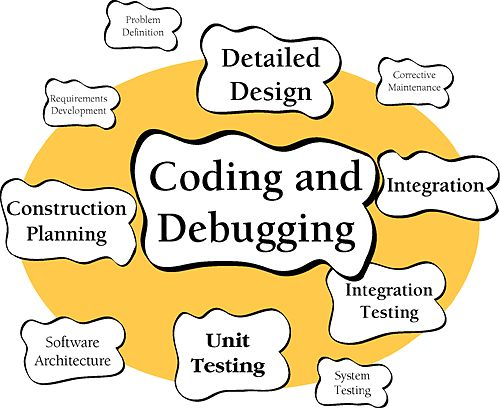 Problem
Definition
Detailed
Design
Corrective
Maintenance
Requirements
Development
Coding and
Debugging
Integration
Construction
Planning
Integration
Testing
Software
Architecture
Unit
Testing
System
Testing